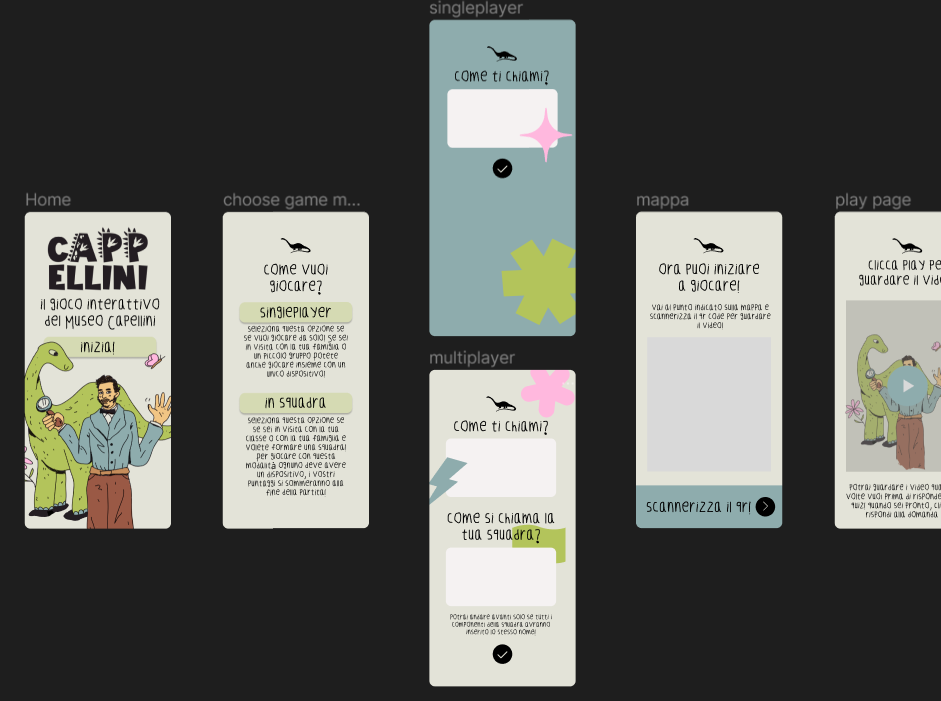 singleplayer
come ti chiami?
Home
CAPP
ELLINI
il gioco interattivo
del Museo Capellini
inizia!
choose game m...
come vuoi
giocare?
singleplayer
seleziona questa opzione se
se vuoi giocare da solo! se sei
in visita con la tua famiglia o
un piccolo gruppo potete
anche giocare insieme con un
unico dispositivo!
in squadra
seleziona questa opzione se
se sei in visita con la tua
classe o con la tua famiglia e
volete formare una squadra!
per giocare con questa
modalità ognuno deve avere
un dispositivo, i vostri
puntaggi si sommeranno alla
fine della partita!
multiplayer
come ti chiami?
come si chiama la
tua squadra?
Potrai andare avanti solo se tutti i
componenti della squadra avranno
inserito lo stesso nome!
mappa
ora puoi iniziare
a giocare!
vai al punto indicato sulla mappa e
scannerizza il qr code per guardare
il video!
scannerizza il qr!
play page
clicca play pe
guardare il vid
Potrai guardare i video qua
volte vuoi prima di risponde
quiz! quando sei pronto, cl
rispondi alla domanda